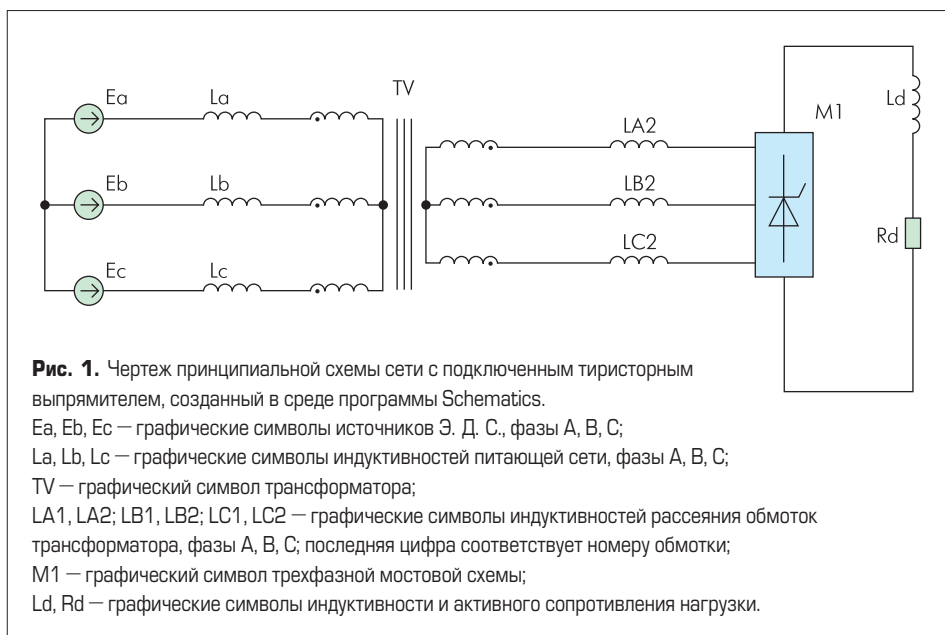 Ea
La
TV
LA2
M1
Ld
Eb
Lb
LB2
Rd
Ec
Lc
LC2
Рис. 1. Чертеж принципиальной схемы сети с подключенным тиристорным
выпрямителем, созданный в среде программы Schematics.
Ea, Eb, Ec — графические символы источников Э. Д. С., фазы А, В, С;
La, Lb, Lc — графические символы индуктивностей питающей сети, фазы А, В, С;
TV — графический символ трансформатора;
LA1, LA2; LB1, LB2; LC1, LC2 — графические символы индуктивностей рассеяния обмоток
трансформатора, фазы А, В, С; последняя цифра соответствует номеру обмотки;
М1 — графический символ трехфазной мостовой схемы;
Ld, Rd — графические символы индуктивности и активного сопротивления нагрузки.